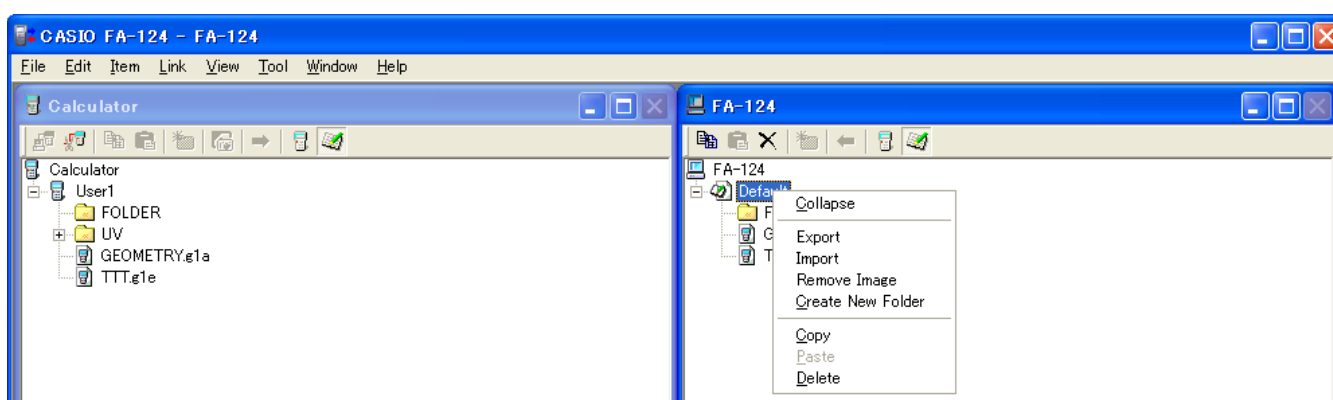 CASIO FA-124 - FA-124
File Edit Item Link View Tool Window Help
Calculator
Calculator
User1
FOLDER
UV
GEOMETRY.g1a
TTT.g1e
FA-124
FA-124
Default
F
G
T
Collapse
Export
Import
Remove Image
Create New Folder
Copy
Paste
Delete